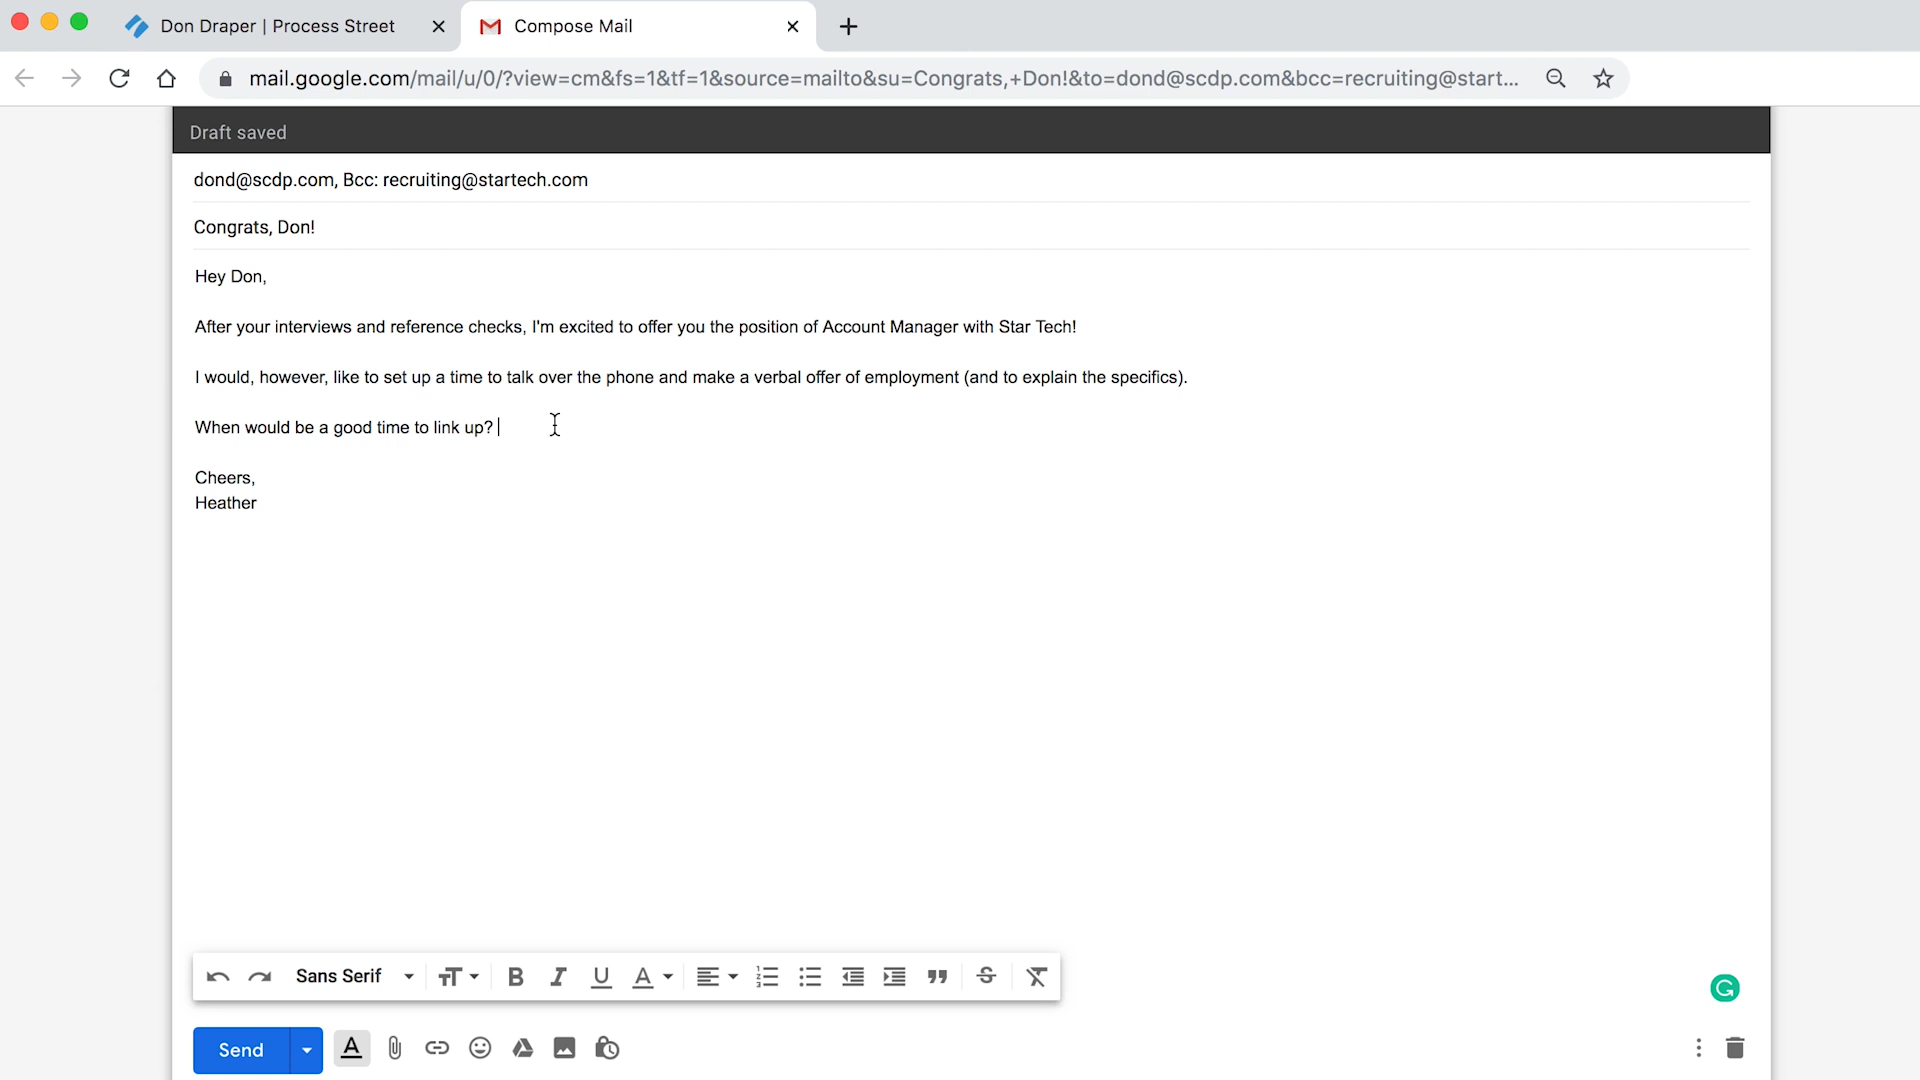 Don Draper | Process Street
Compose Mail
mail.google.com/mail/u/0/?view=cm&fs=1&tf=1&source=mailto&su=Congrats,+Don!&to=dond@scdp.com&bcc=recruiting@start...
Draft saved
dond@scdp.com, Bcc: recruiting@startech.com
Congrats, Don!
Hey Don,
After your interviews and reference checks, I'm excited to offer you the position of Account Manager with Star Tech!
I would, however, like to set up a time to talk over the phone and make a verbal offer of employment (and to explain the specifics).
When would be a good time to link up?
Cheers,
Heather
Sans Serif
Send